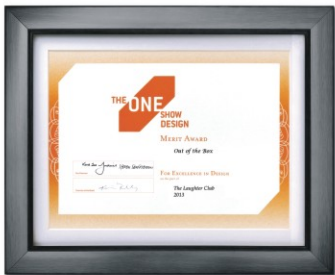 THE ONE
SHOW
DESIGN
MERIT AWARD
Out of the Box
FOR EXCELLENCE IN DESIGN
The Laughter Club
2013